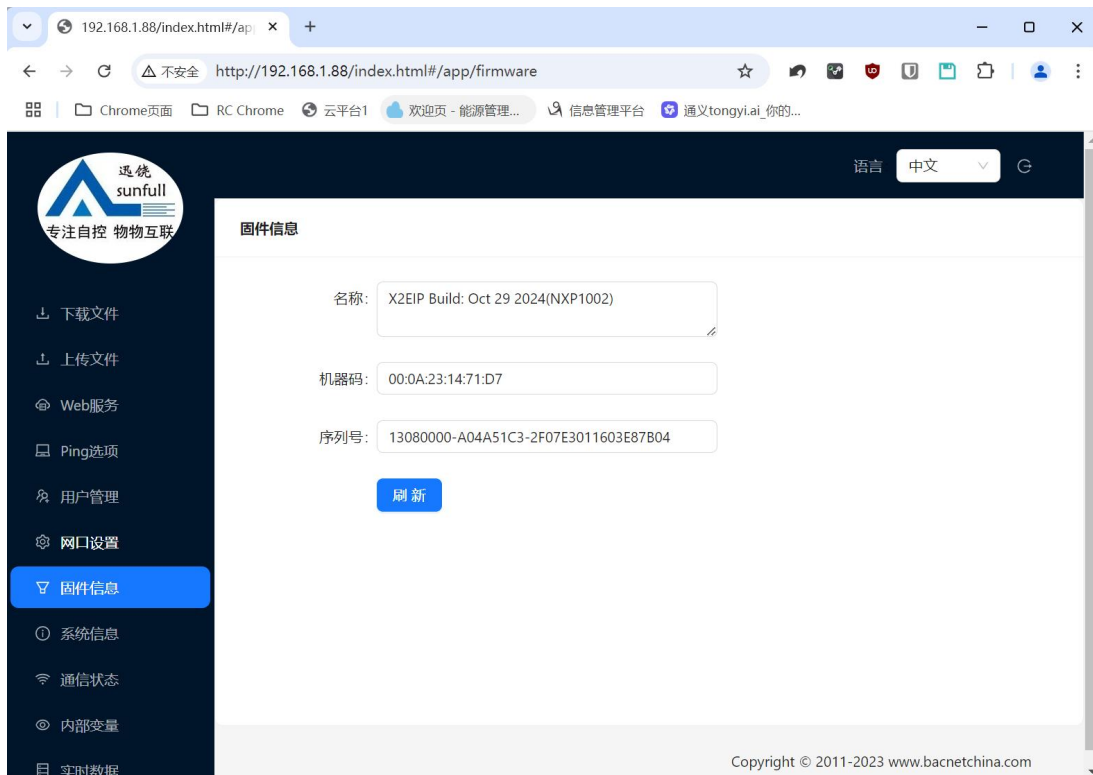 192.168.1.88/index.html#/ap
不安全 http://192.168.1.88/index.html#/app/firmware
Chrome页面 RC Chrome 云平台1 欢迎页 - 能源管理... 信息管理平台 通义tongyi.ai_你的...
迅饶
sunfull
专注自控 物物互联
语言 中文
固件信息
名称: X2EIP Build: Oct 29 2024(NXP1002)
机器码: 00:0A:23:14:71:D7
序列号: 13080000-A04A51C3-2F07E3011603E87B04
刷 新
下载文件
上传文件
Web服务
Ping选项
用户管理
网口设置
固件信息
系统信息
通信状态
内部变量
实时数据
Copyright © 2011-2023 www.bacnetchina.com